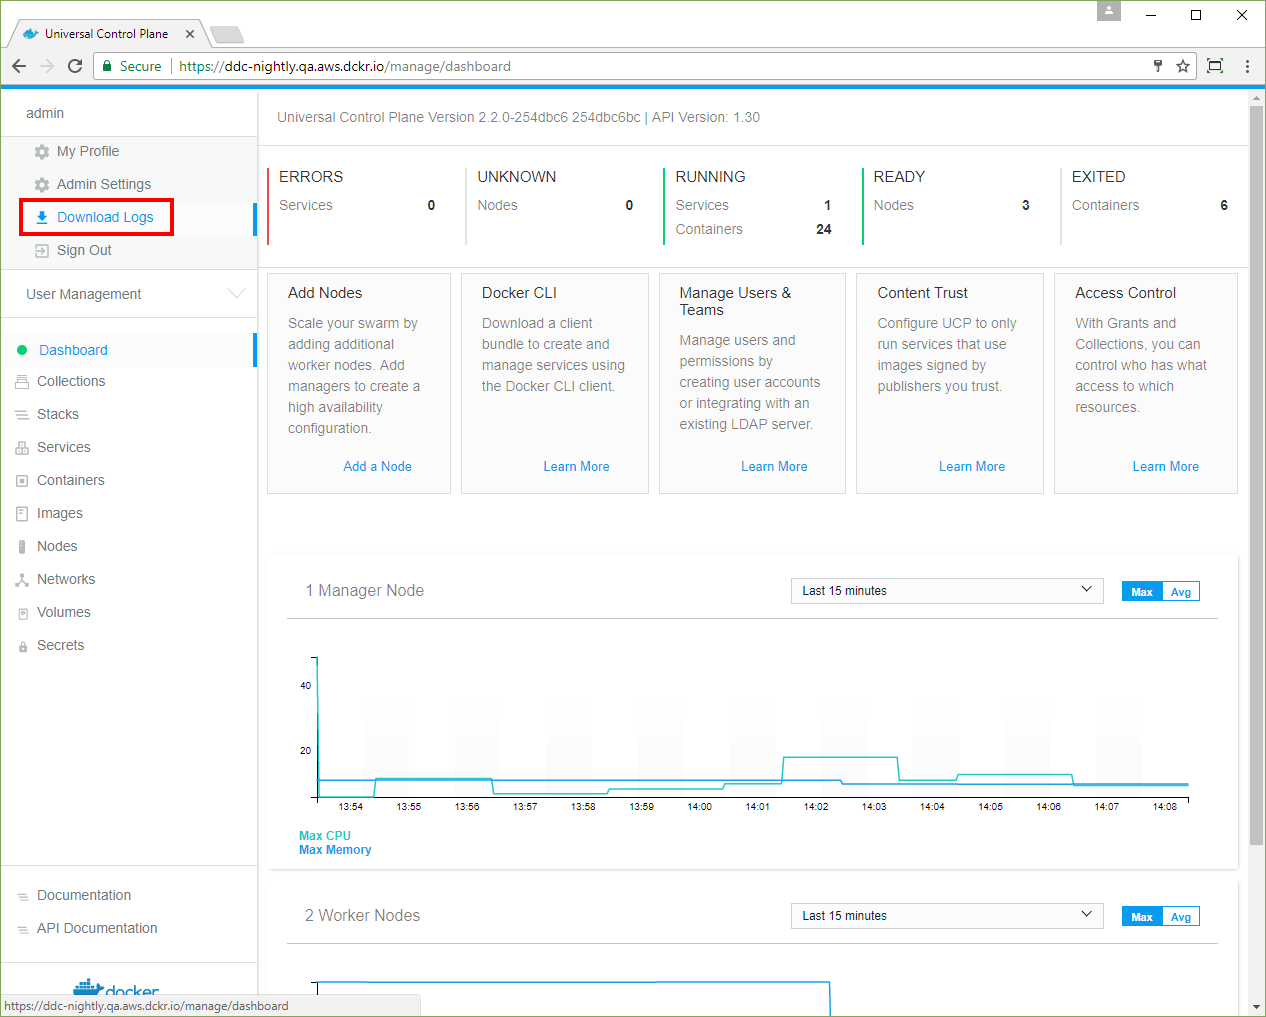 Universal Control Plane
Secure
https://ddc-nightly.qa.aws.dckr.io/manage/dashboard
admin
My Profile
Admin Settings
Download Logs
Sign Out
User Management
Dashboard
Collections
Stacks
Services
Containers
Images
Nodes
Networks
Volumes
Secrets
Documentation
API Documentation
docker
https://ddc-nightly.qa.aws.dckr.io/manage/dashboard
Universal Control Plane Version 2.2.0-254dbc6 254dbc6bc | API Version: 1.30
ERRORS
Services 0
UNKNOWN
Nodes 0
RUNNING
Services 1
Containers 24
READY
Nodes 3
EXITED
Containers 6
Add Nodes
Scale your swarm by
adding additional
worker nodes. Add
managers to create a
high availability
configuration.
Add a Node
Docker CLI
Download a client
bundle to create and
manage services using
the Docker CLI client.
Learn More
Manage Users &
Teams
Manage users and
permissions by
creating user accounts
or integrating with an
existing LDAP server.
Learn More
Content Trust
Configure UCP to only
run services that use
images signed by
publishers you trust.
Learn More
Access Control
With Grants and
Collections, you can
control who has what
access to which
resources.
Learn More
1 Manager Node
Last 15 minutes
Max Avg
40
20
13:54 13:55 13:56 13:57 13:58 13:59 14:00 14:01 14:02 14:03 14:04 14:05 14:06 14:07 14:08
Max CPU
Max Memory
2 Worker Nodes
Last 15 minutes
Max Avg